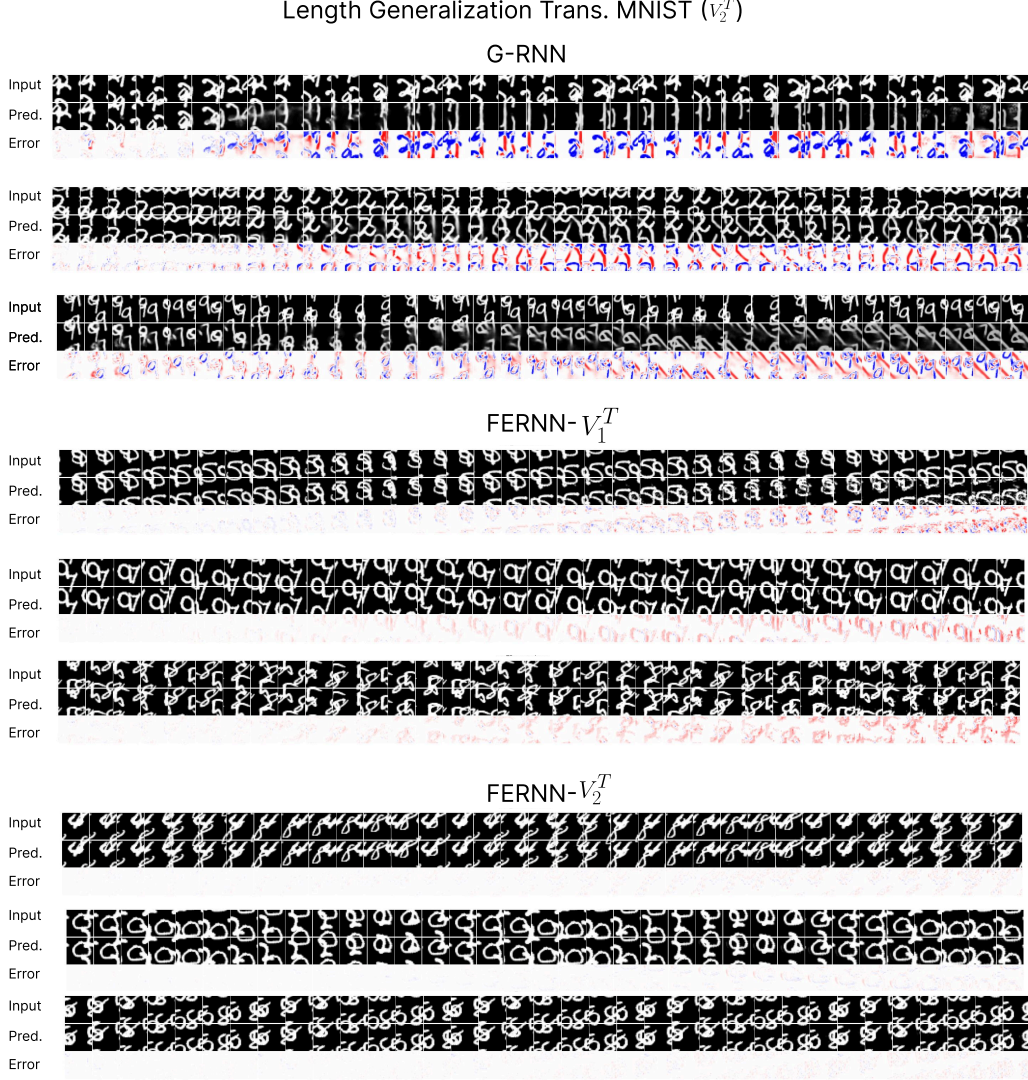 Length Generalization Trans. MNIST (V₂ᵀ)
G-RNN
Input
Pred.
Error
Input
Pred.
Error
Input
Pred.
Error
FERNN-V₁ᵀ
Input
Pred.
Error
Input
Pred.
Error
Input
Pred.
Error
FERNN-V₂ᵀ
Input
Pred.
Error
Input
Pred.
Error
Input
Pred.
Error